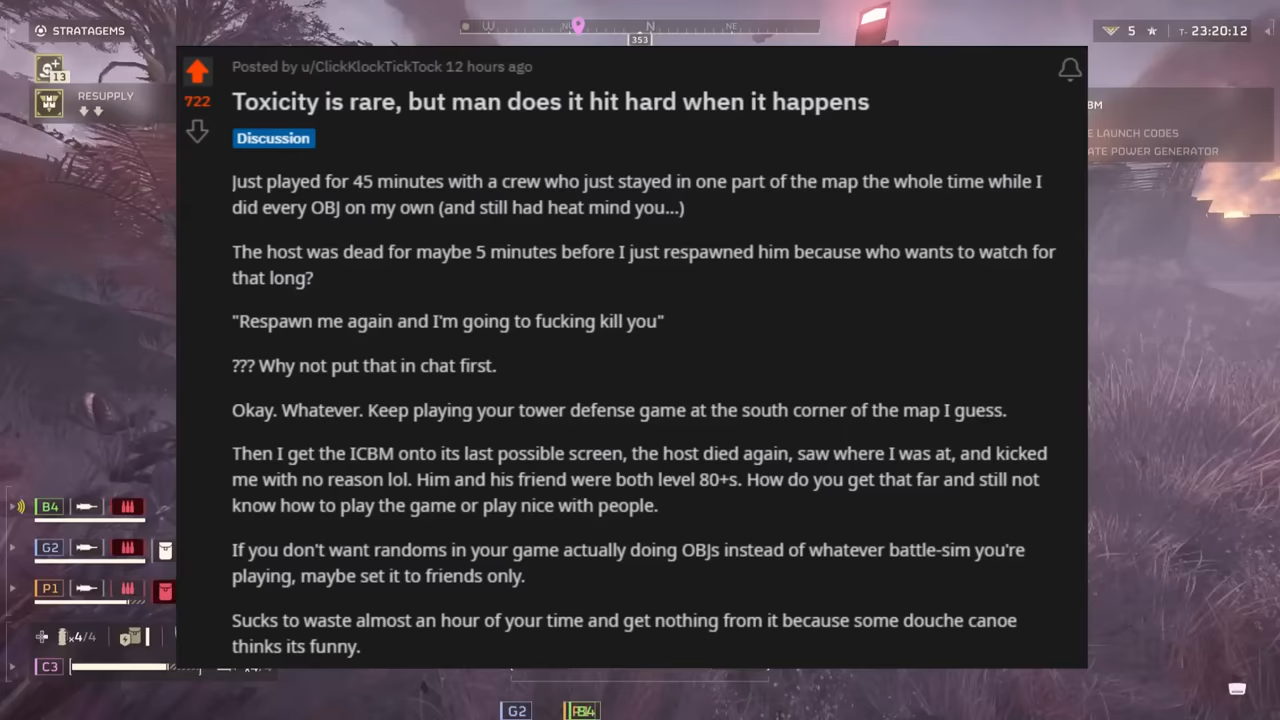 STRATAGEMS
W
N
NE
353
5
T- 23:20:12
13
RESUPPLY
Posted by u/ClickKlockTickTock 12 hours ago
722
Toxicity is rare, but man does it hit hard when it happens
Discussion
BM
E LAUNCH CODES
ATE POWER GENERATOR
Just played for 45 minutes with a crew who just stayed in one part of the map the whole time while I
did every OBJ on my own (and still had heat mind you...)
The host was dead for maybe 5 minutes before I just respawned him because who wants to watch for
that long?
"Respawn me again and I'm going to fucking kill you"
??? Why not put that in chat first.
Okay. Whatever. Keep playing your tower defense game at the south corner of the map I guess.
Then I get the ICBM onto its last possible screen, the host died again, saw where I was at, and kicked
me with no reason lol. Him and his friend were both level 80+s. How do you get that far and still not
know how to play the game or play nice with people.
If you don't want randoms in your game actually doing OBJs instead of whatever battle-sim you're
playing, maybe set it to friends only.
Sucks to waste almost an hour of your time and get nothing from it because some douche canoe
thinks its funny.
B4
G2
P1
x4/4
C3
G2